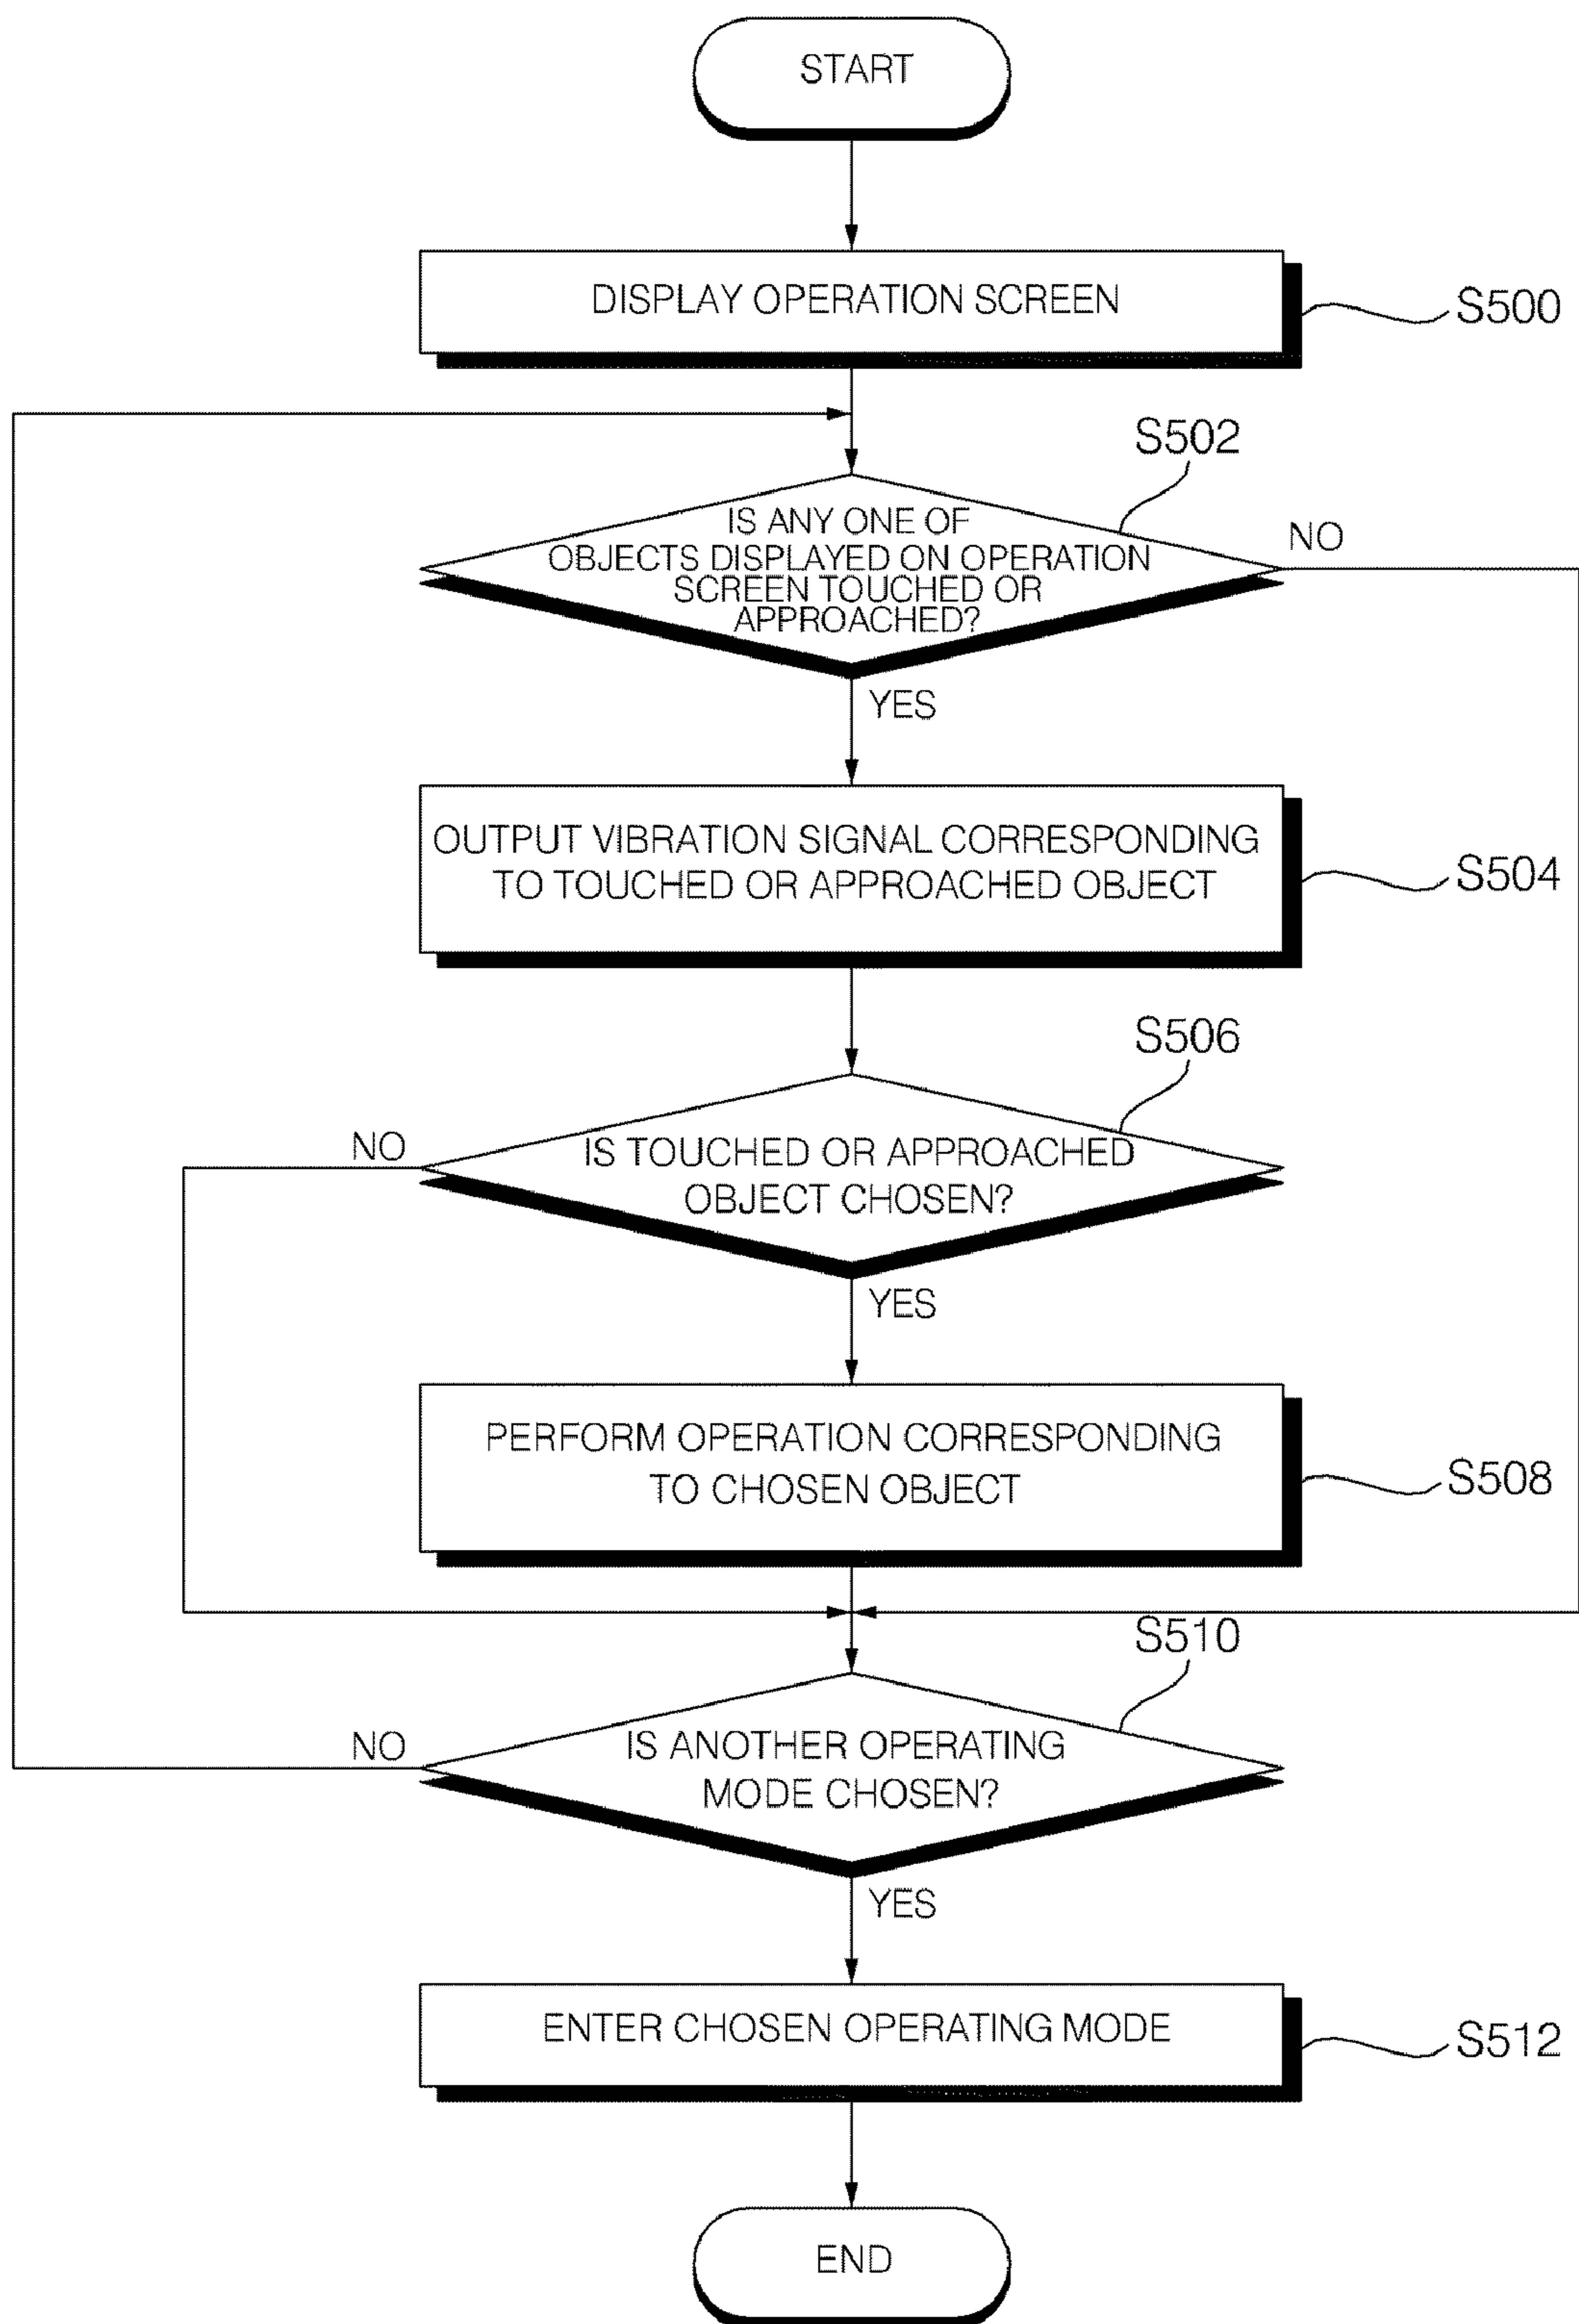 START
DISPLAY OPERATION SCREEN
S500
S502
IS ANY ONE OF
OBJECTS DISPLAYED ON OPERATION
SCREEN TOUCHED OR
APPROACHED?
NO
YES
OUTPUT VIBRATION SIGNAL CORRESPONDING
TO TOUCHED OR APPROACHED OBJECT
S504
S506
NO
IS TOUCHED OR APPROACHED
OBJECT CHOSEN?
YES
PERFORM OPERATION CORRESPONDING
TO CHOSEN OBJECT
S508
S510
NO
IS ANOTHER OPERATING
MODE CHOSEN?
YES
ENTER CHOSEN OPERATING MODE
S512
END